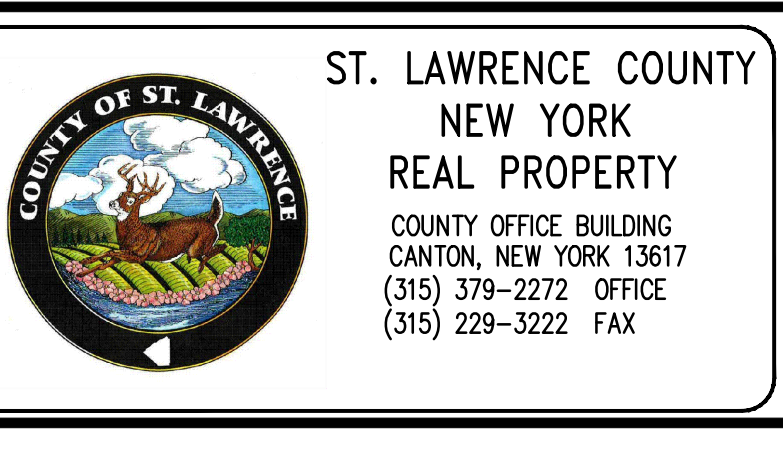 COUNTY OF ST. LAWRENCE
ST. LAWRENCE COUNTY
NEW YORK
REAL PROPERTY
COUNTY OFFICE BUILDING
CANTON, NEW YORK 13617
(315) 379-2272 OFFICE
(315) 229-3222 FAX